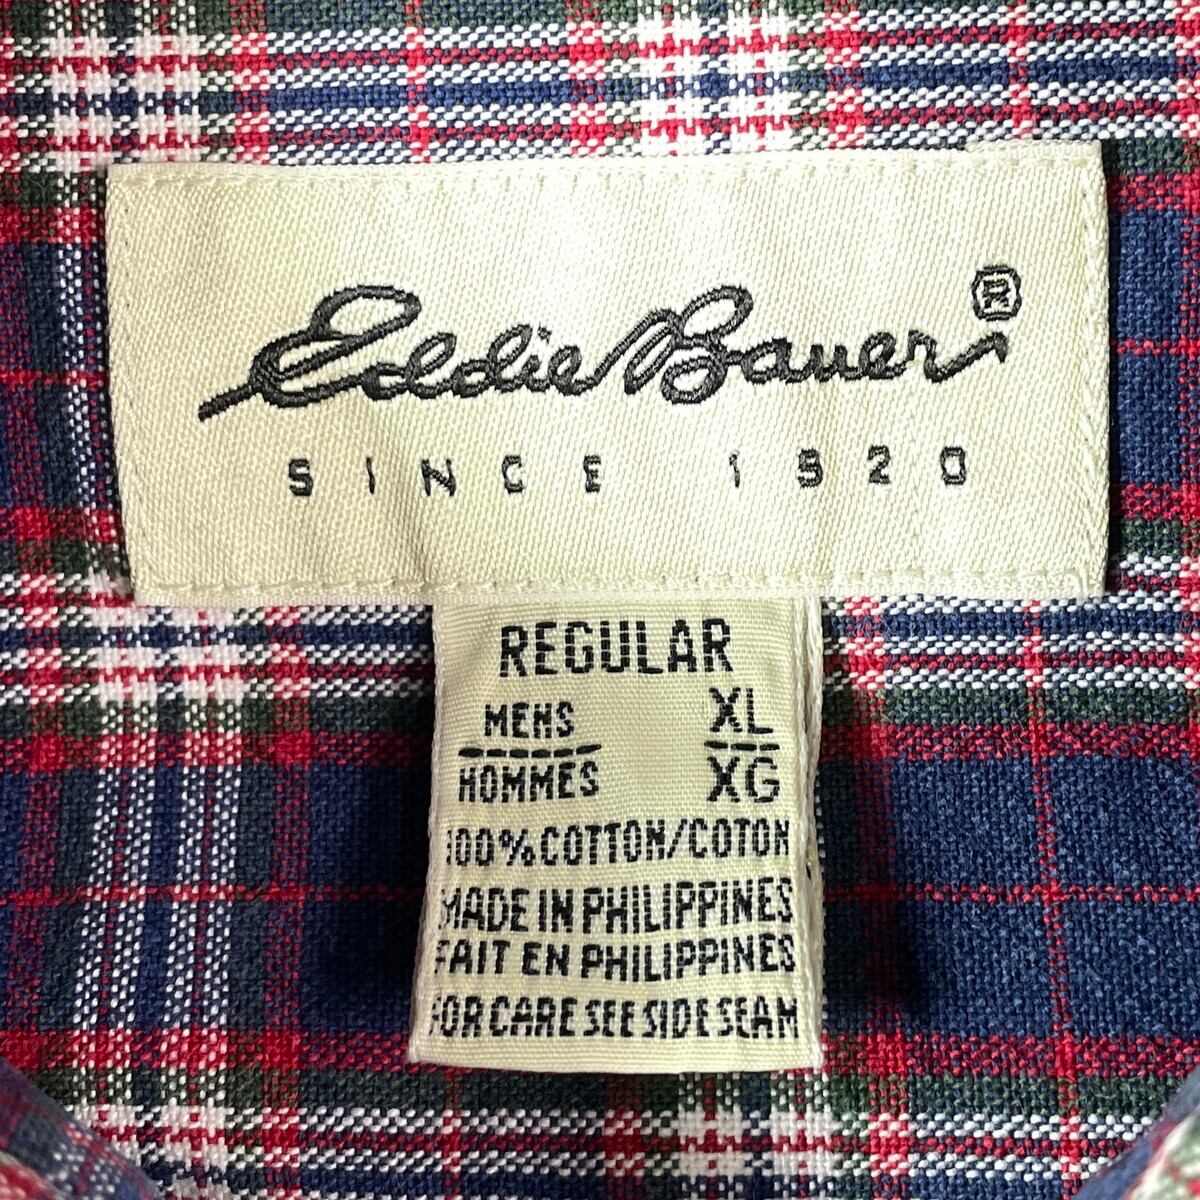 Eddie Bauer ®
SINCE 1920
REGULAR
MENS XL
HOMMES XG
100% COTTON/COTON
MADE IN PHILIPPINES
FAIT EN PHILIPPINES
FOR CARE SEE SIDE SEAM